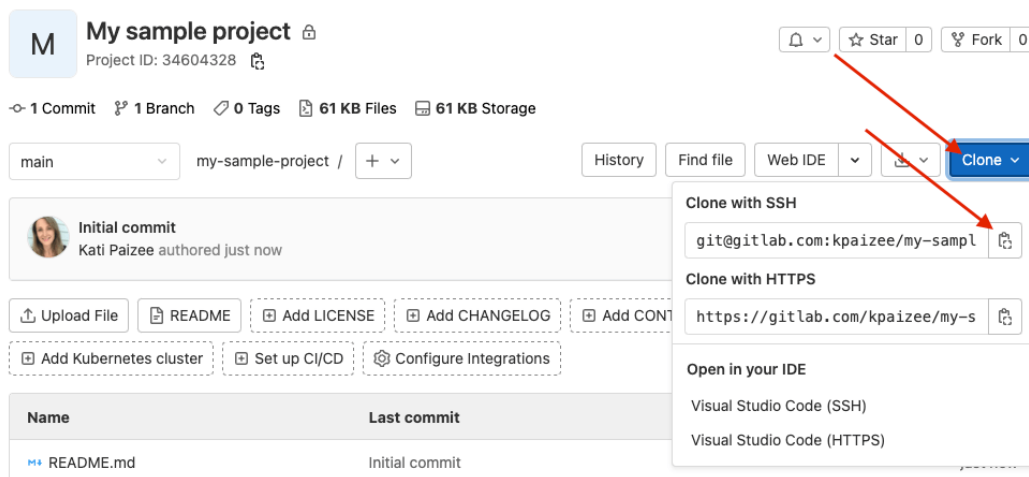 M
My sample project
Project ID: 34604328
Star 0
Fork 0
1 Commit 1 Branch 0 Tags 61 KB Files 61 KB Storage
main
my-sample-project / +
History Find file Web IDE Clone
Clone with SSH
git@gitlab.com:kpaizee/my-sampl
Clone with HTTPS
https://gitlab.com/kpaizee/my-s
Open in your IDE
Visual Studio Code (SSH)
Visual Studio Code (HTTPS)
Initial commit
Kati Paizee authored just now
Upload File README Add LICENSE Add CHANGELOG Add CONT
Add Kubernetes cluster Set up CI/CD Configure Integrations
Name Last commit
README.md Initial commit